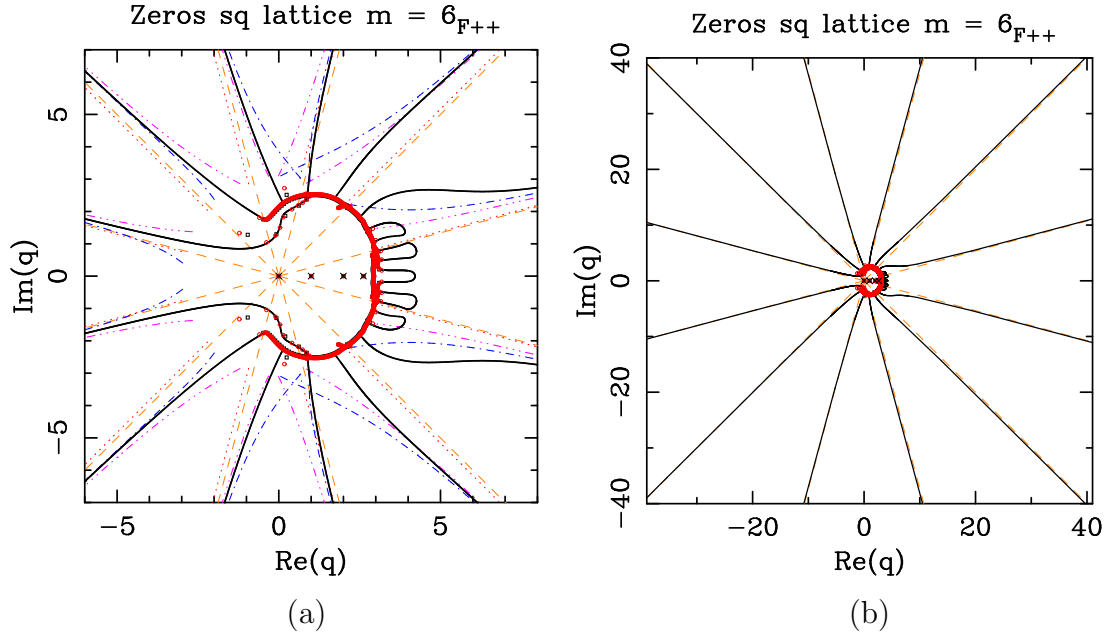 Zeros sq lattice m = 6F++
Zeros sq lattice m = 6F++
5
0
−5
Im(q)
−5
0
5
Re(q)
(a)
40
20
0
−20
−40
Im(q)
−20
0
20
40
Re(q)
(b)